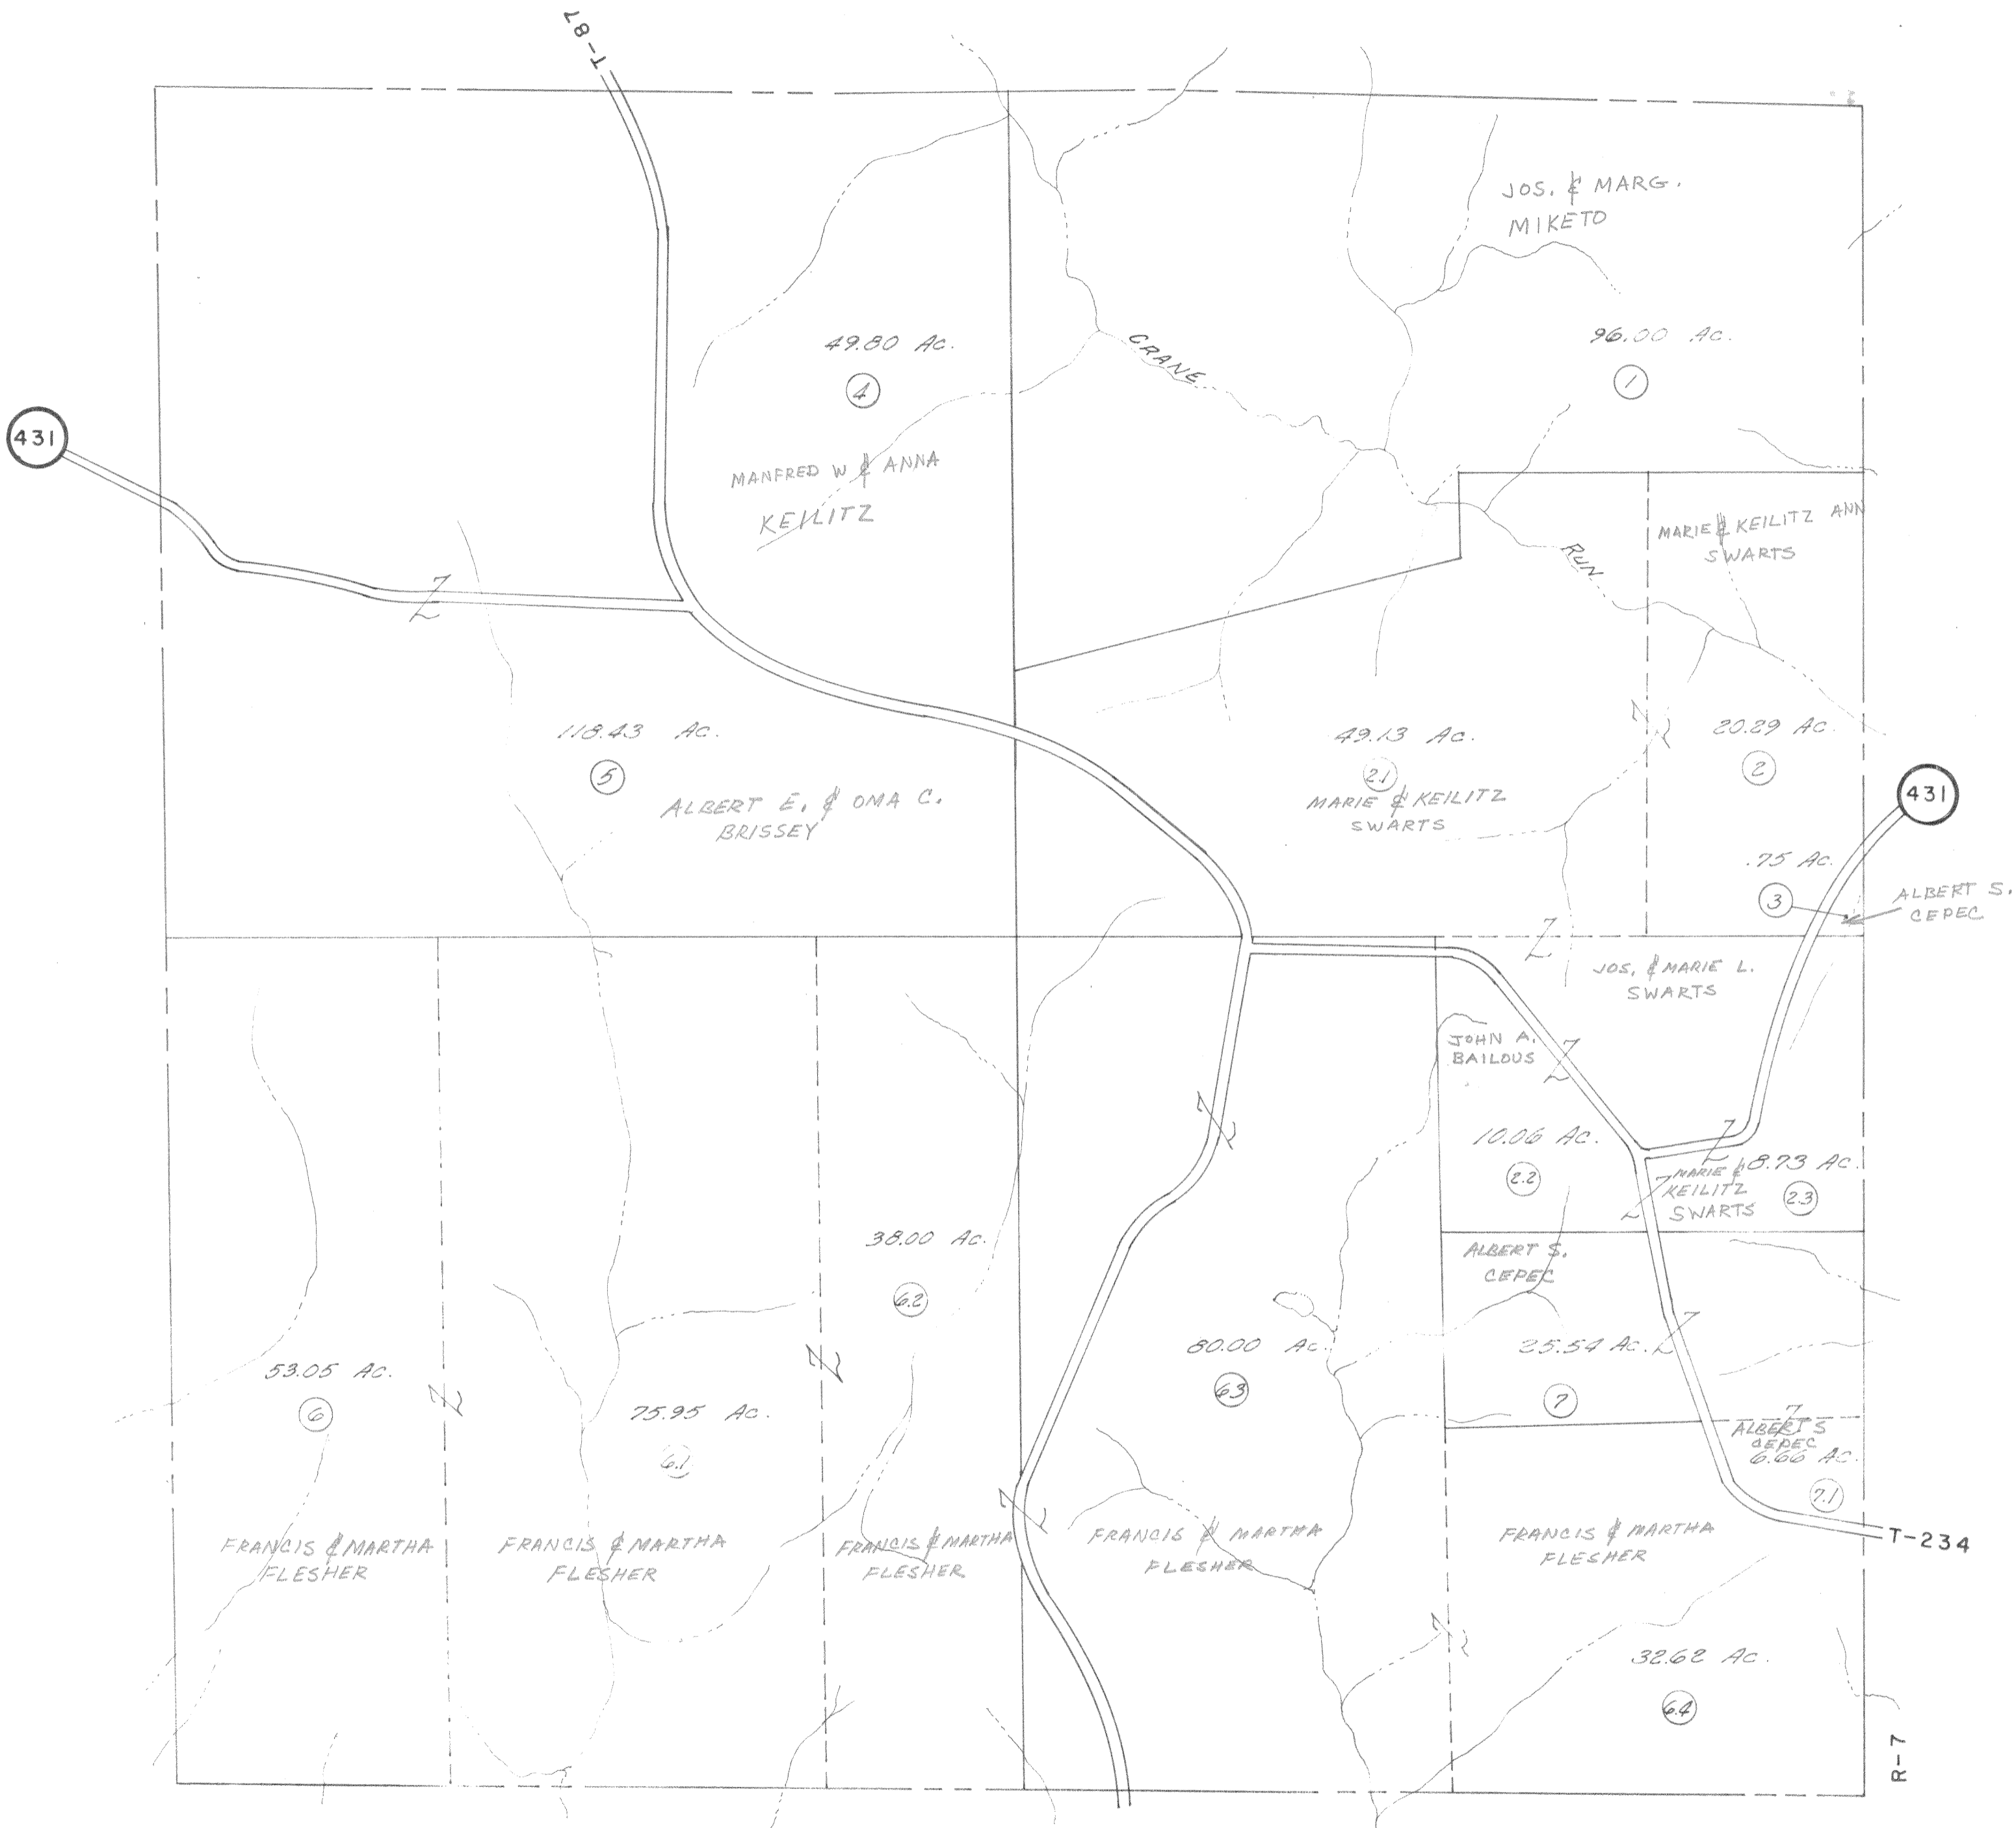 T-87
JOS. & MARG.
MIKETO
96.00 AC.
1
49.80 AC.
4
CRANE
RUN
431
MANFRED W & ANNA
KEILITZ
MARIE & KEILITZ ANN
SWARTS
118.43 AC.
5
ALBERT E. & OMA C.
BRISSEY
49.13 AC.
2.1
MARIE & KEILITZ
SWARTS
20.29 AC.
2
431
.75 AC.
3
ALBERT S.
CEPEC
JOS. & MARIE L.
SWARTS
JOHN A.
BAILOUS
10.06 AC.
2.2
18.73 AC.
MARIE &
KEILITZ
SWARTS
2.3
38.00 AC.
6.2
ALBERT S.
CEPEC
80.00 AC.
6.3
25.54 AC.
7
53.05 AC.
6
75.95 AC.
6.1
ALBERT S
CEPEC
6.66 AC.
7.1
FRANCIS & MARTHA
FLESHER
FRANCIS & MARTHA
FLESHER
FRANCIS & MARTHA
FLESHER
FRANCIS & MARTHA
FLESHER
FRANCIS & MARTHA
FLESHER
T-234
32.62 AC.
6.4
R-7